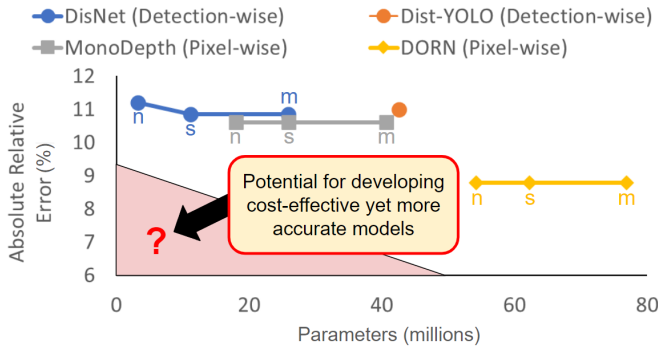 DisNet (Detection-wise)
Dist-YOLO (Detection-wise)
MonoDepth (Pixel-wise)
DORN (Pixel-wise)
Absolute Relative
Error (%)
12
11
10
9
8
7
6
n
s
m
n
s
m
n
s
m
Potential for developing
cost-effective yet more
accurate models
?
0
20
40
60
80
Parameters (millions)